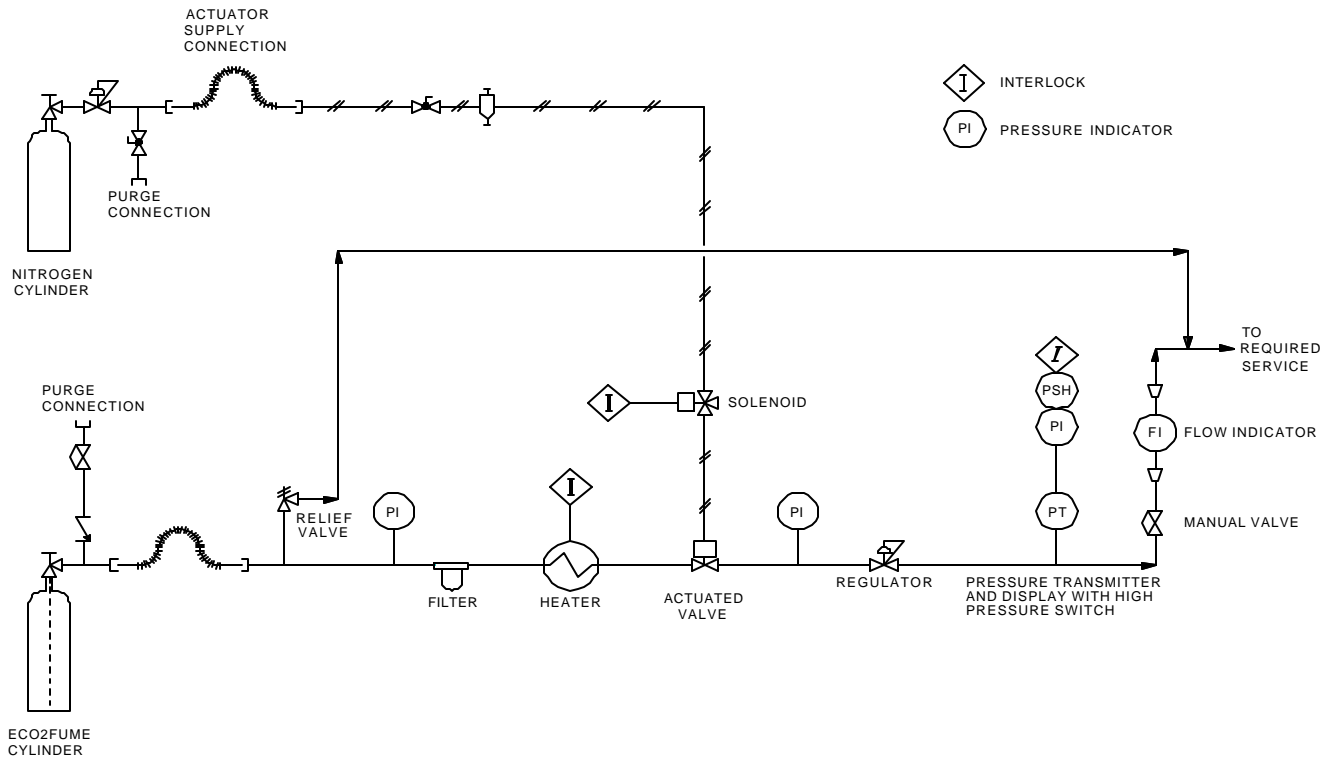 ACTUATOR
SUPPLY
CONNECTION
I INTERLOCK
PI PRESSURE INDICATOR
PURGE
CONNECTION
NITROGEN
CYLINDER
TO
REQUIRED
SERVICE
I
PSH
PI
PT
PURGE
CONNECTION
I
SOLENOID
FI FLOW INDICATOR
I
RELIEF
VALVE
PI
PI
MANUAL VALVE
FILTER
HEATER
ACTUATED
VALVE
REGULATOR
PRESSURE TRANSMITTER
AND DISPLAY WITH HIGH
PRESSURE SWITCH
ECO2FUME
CYLINDER